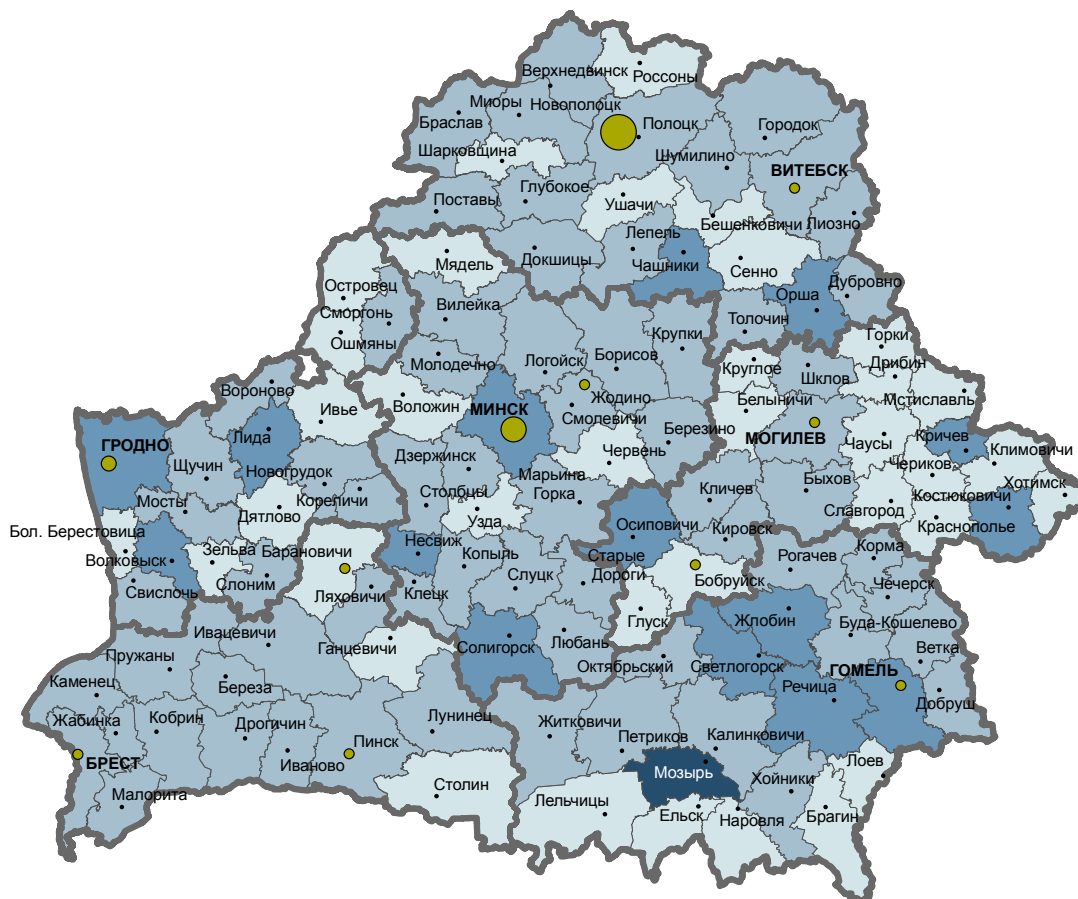 Верхнедвинск
Россоны
Миоры
Новополоцк
Браслав
Полоцк
Городок
Шарковщина
Шумилино
ВИТЕБСК
Глубокое
Поставы
Ушачи
Бешенковичи
Лиозно
Лепель
Мядель
Докшицы
Чашники
Сенно
Островец
Дубровно
Орша
Сморгонь
Вилейка
Толочин
Крупки
Горки
Ошмяны
Молодечно
Логойск
Борисов
Дрибин
Круглое
Шклов
Вороново
Ивье
Жодино
Белыничи
Мстиславль
Воложин
МИНСК
Смолевичи
Березино
ГРОДНО
Лида
МОГИЛЕВ
Чаусы
Кричев
Климовичи
Щучин
Новогрудок
Дзержинск
Червень
Чериков
Марьина
Горка
Хотимск
Мосты
Кореличи
Столбцы
Кличев
Быхов
Костюковичи
Дятлово
Узда
Славгород
Бол. Берестовица
Осиповичи
Краснополье
Кировск
Волковыск
Зельва
Барановичи
Несвиж
Копыль
Старые
Дороги
Рогачев
Корма
Слоним
Слуцк
Бобруйск
Чечерск
Свислочь
Ляховичи
Клецк
Глуск
Жлобин
Буда-Кошелево
Ивацевичи
Ганцевичи
Солигорск
Любань
Ветка
Пружаны
Октябрьский
Светлогорск
ГОМЕЛЬ
Каменец
Береза
Речица
Добруш
Жабинка
Кобрин
Дрогичин
Лунинец
Житковичи
Калинковичи
Пинск
Петриков
БРЕСТ
Иваново
Мозырь
Лоев
Хойники
Малорита
Столин
Лельчицы
Ельск
Наровля
Брагин